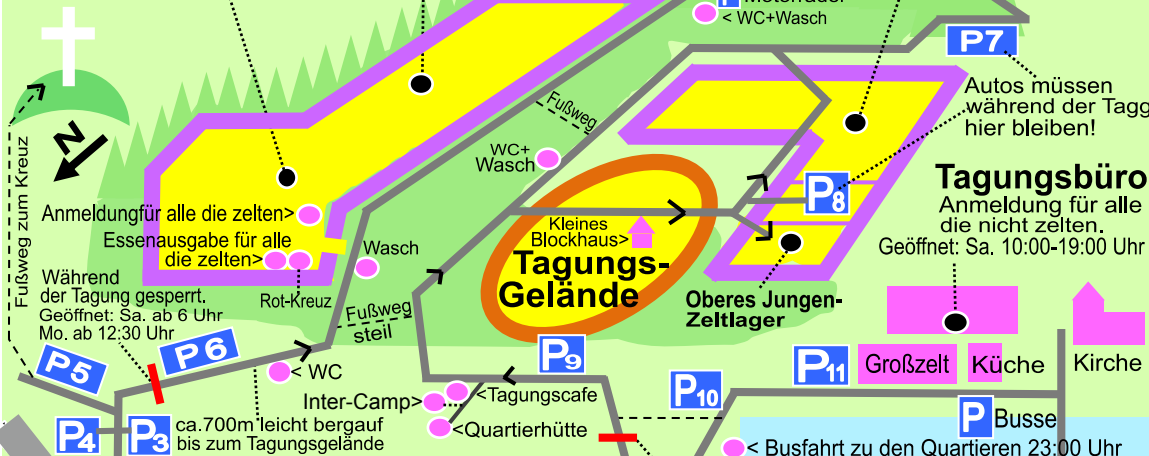 Motorräder
< WC+Wasch
P7
Autos müssen
während der Tagg
hier bleiben!
Fußweg
WC+
Wasch
N
Fußweg zum Kreuz
P8
Tagungsbüro
Anmeldung für alle
die nicht zelten.
Geöffnet: Sa. 10:00-19:00 Uhr
Anmeldungfür alle die zelten>
Essenausgabe für alle
die zelten>
Rot-Kreuz
Wasch
Kleines
Blockhaus>
Tagungs-
Gelände
Oberes Jungen-
Zeltlager
Während
der Tagung gesperrt.
Geöffnet: Sa. ab 6 Uhr
Mo. ab 12:30 Uhr
Fußweg
steil
P5
P6
< WC
P9
P11
Großzelt
Küche
Kirche
Inter-Camp>
<Tagungscafe
<Quartierhütte
P10
P
Busse
P4
P3
ca.700m leicht bergauf
bis zum Tagungsgelände
< Busfahrt zu den Quartieren 23:00 Uhr